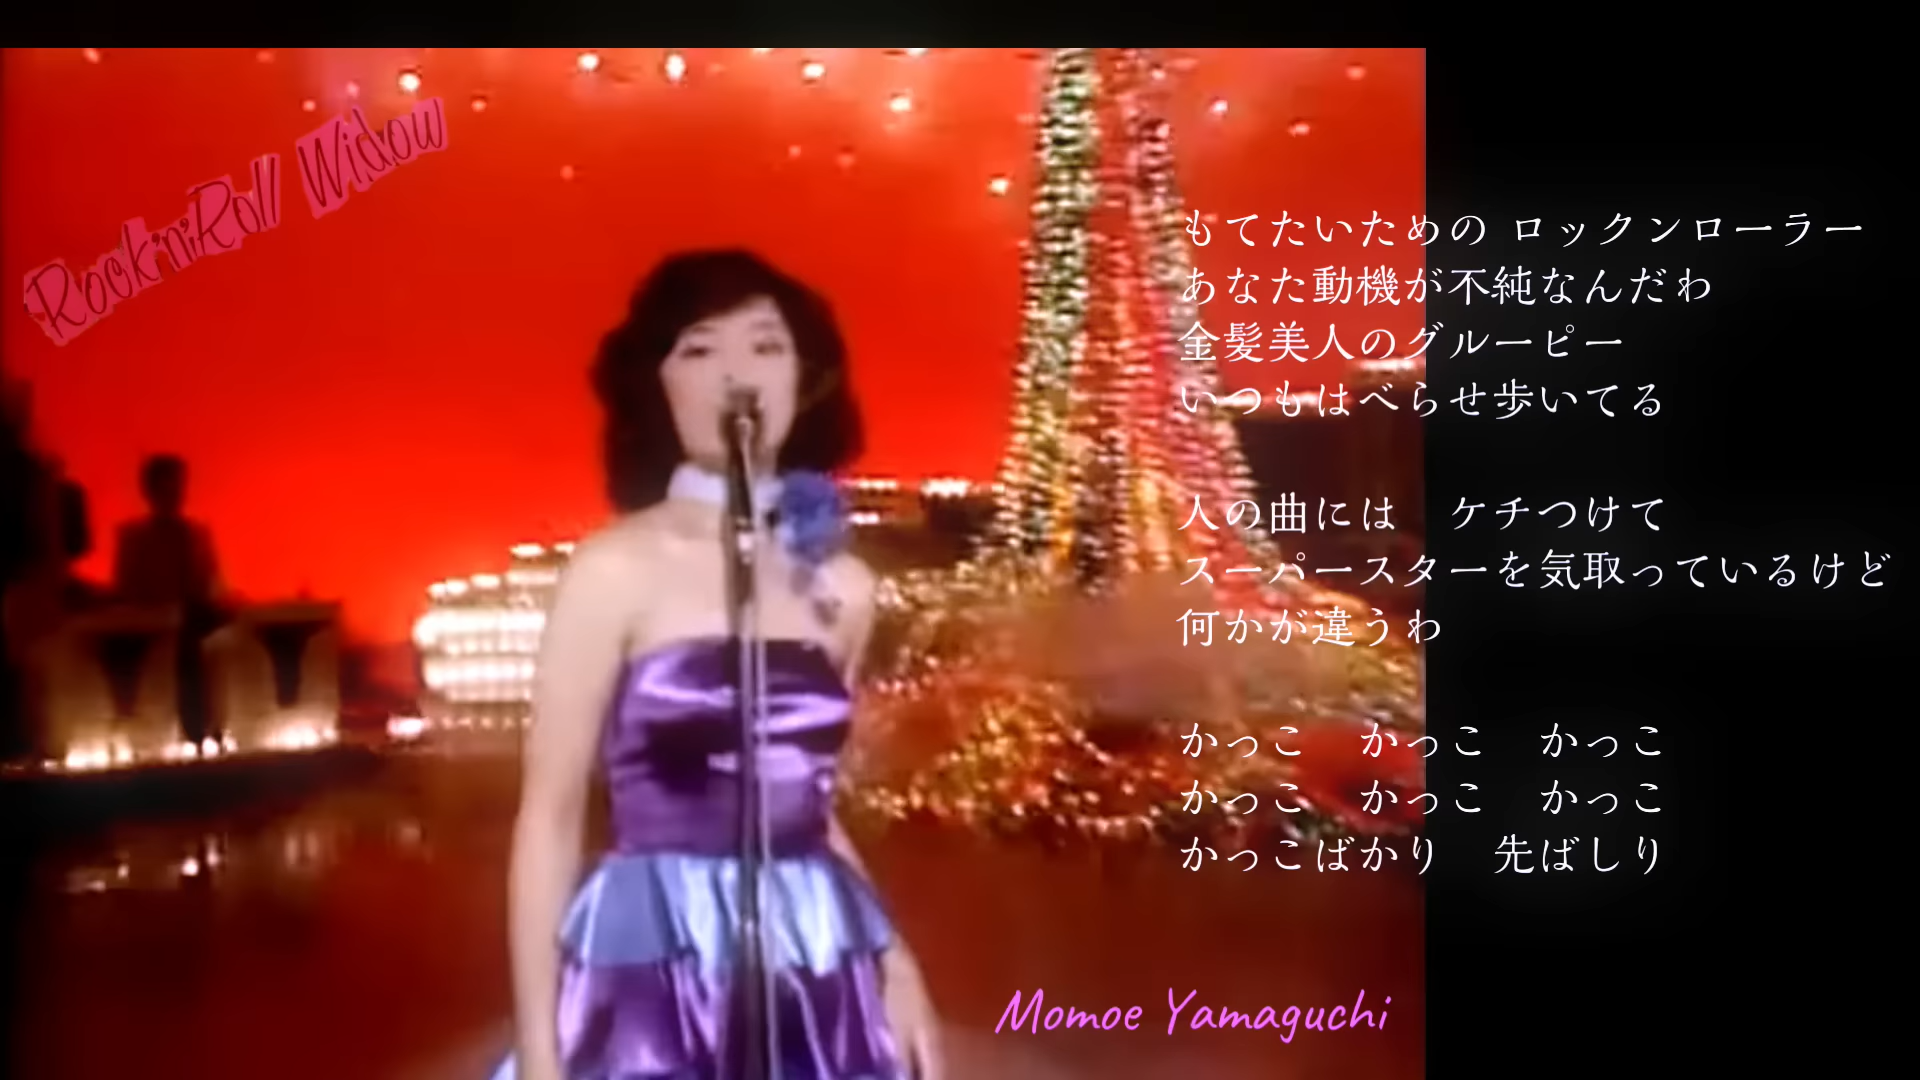 Rock'n'Roll Widow
もてたいための ロックンローラー
あなた動機が不純なんだわ
金髪美人のグルーピー
いつもはべらせ歩いてる
人の曲には　ケチつけて
スーパースターを気取っているけど
何かが違うわ
かっこ　かっこ　かっこ
かっこ　かっこ　かっこ
かっこばかり　先ばしり
Momoe Yamaguchi